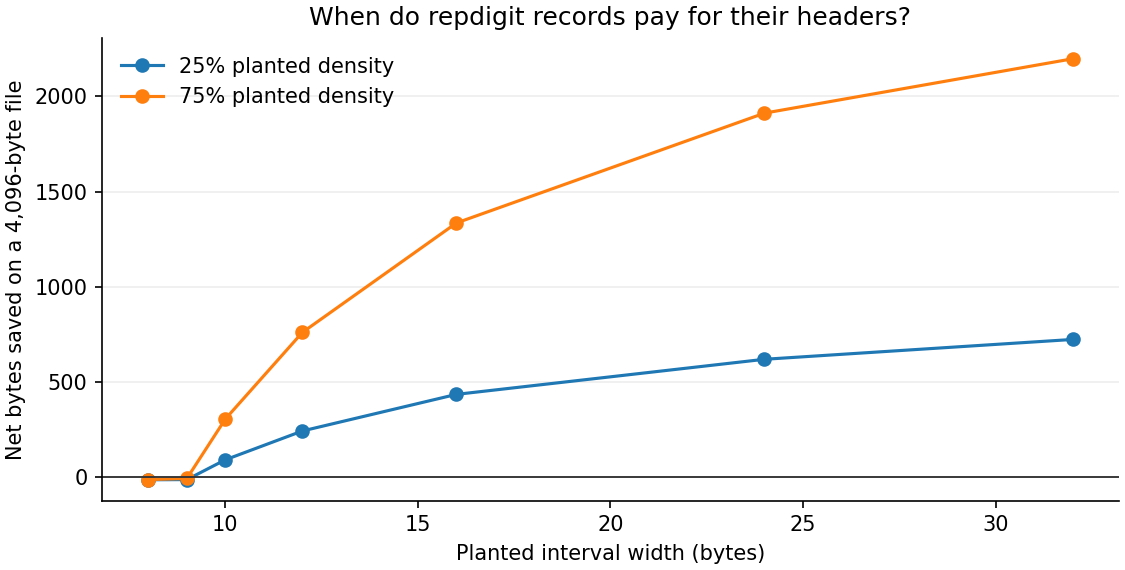 When do repdigit records pay for their headers?
25% planted density
75% planted density
Net bytes saved on a 4,096-byte file
2000
1500
1000
500
0
10 15 20 25 30
Planted interval width (bytes)